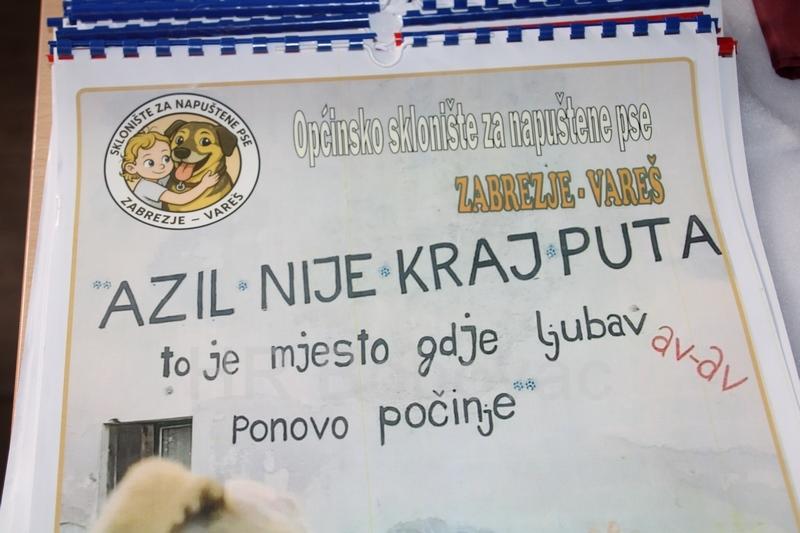 SKLONIŠTE ZA NAPUŠTENE PSE
ZABREZJE – VAREŠ
Općinsko sklonište za napuštene pse
ZABREZJE - VAREŠ
"AZIL NIJE KRAJ PUTA
to je mjesto gdje ljubav av-av
ponovo počinje"